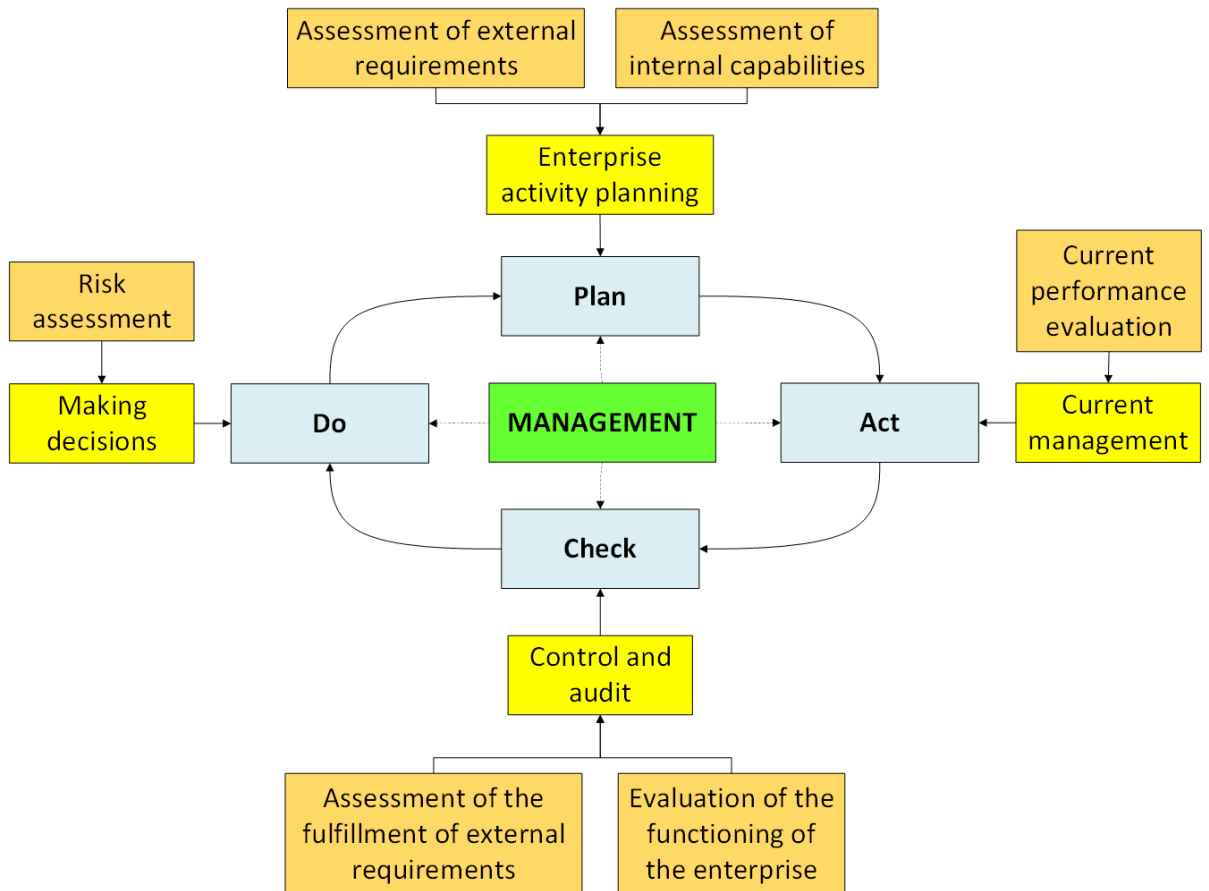 Assessment of external
requirements
Assessment of
internal capabilities
Enterprise
activity planning
Risk
assessment
Plan
Current
performance
evaluation
Making
decisions
Do
MANAGEMENT
Act
Current
management
Check
Control and
audit
Assessment of the
fulfillment of external
requirements
Evaluation of the
functioning of
the enterprise